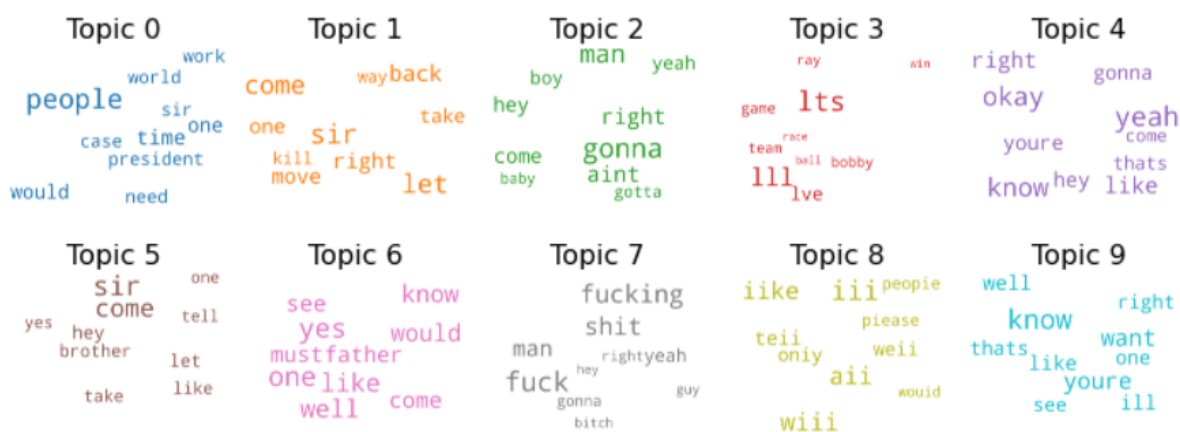 Topic 0
work
world
people
sir
one
case time
president
would
need
Topic 1
way back
come
take
one
sir
kill right
move
let
Topic 2
man
yeah
boy
hey
right
come
gonna
baby
aint
gotta
Topic 3
ray
win
lts
game
race
team
ball bobby
lll
lve
Topic 4
right
gonna
okay
yeah
come
youre
thats
know hey like
Topic 5
one
sir
come
tell
yes
hey
brother
let
like
take
Topic 6
know
see
yes
would
must father
one like
well
come
Topic 7
fucking
shit
man
right yeah
hey
fuck
guy
gonna
bitch
Topic 8
iike
iii
peopie
piease
teii
oniy
weii
aii
wouid
wiii
Topic 9
well
right
know
want
thats
one
like
youre
see
ill